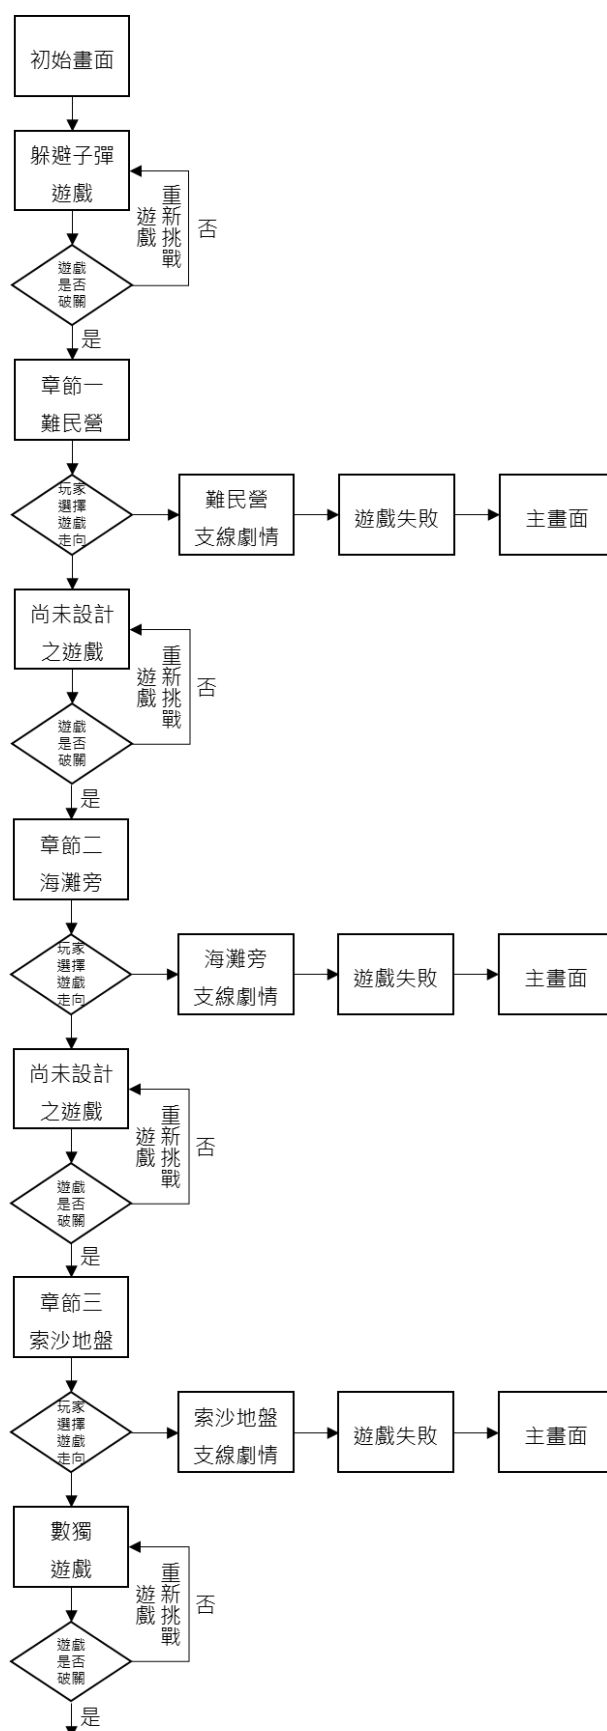 初始畫面
躲避子彈
遊戲
重新挑戰
遊戲
否
遊戲
是否
破關
是
章節一
難民營
玩家
選擇
遊戲
走向
難民營
支線劇情
遊戲失敗
主畫面
尚未設計
之遊戲
重新挑戰
遊戲
否
遊戲
是否
破關
是
章節二
海灘旁
玩家
選擇
遊戲
走向
海灘旁
支線劇情
遊戲失敗
主畫面
尚未設計
之遊戲
重新挑戰
遊戲
否
遊戲
是否
破關
是
章節三
索沙地盤
玩家
選擇
遊戲
走向
索沙地盤
支線劇情
遊戲失敗
主畫面
數獨
遊戲
重新挑戰
遊戲
否
遊戲
是否
破關
是